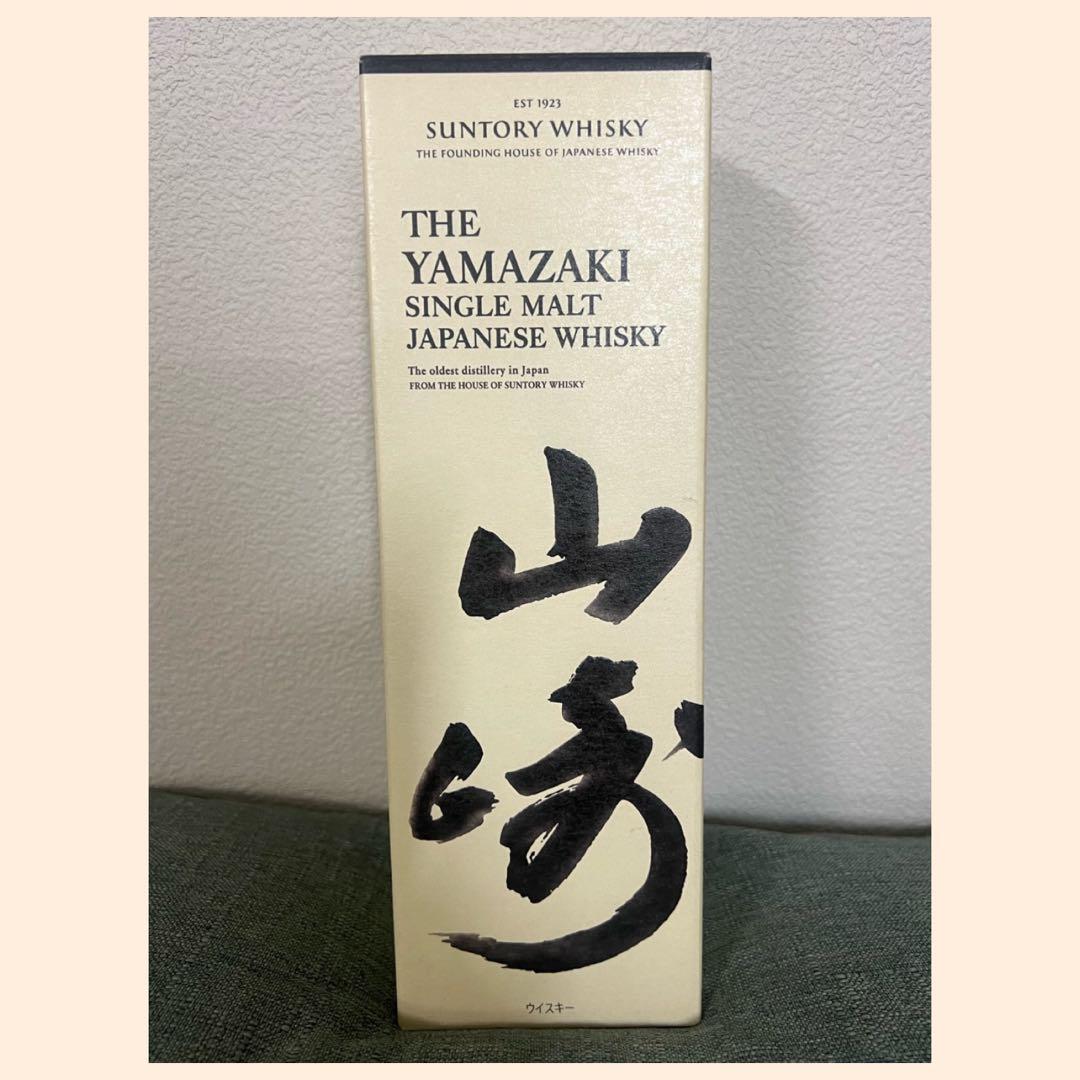 EST 1923
SUNTORY WHISKY
THE FOUNDING HOUSE OF JAPANESE WHISKY
THE
YAMAZAKI
SINGLE MALT
JAPANESE WHISKY
The oldest distillery in Japan
FROM THE HOUSE OF SUNTORY WHISKY
山
崎
ウイスキー